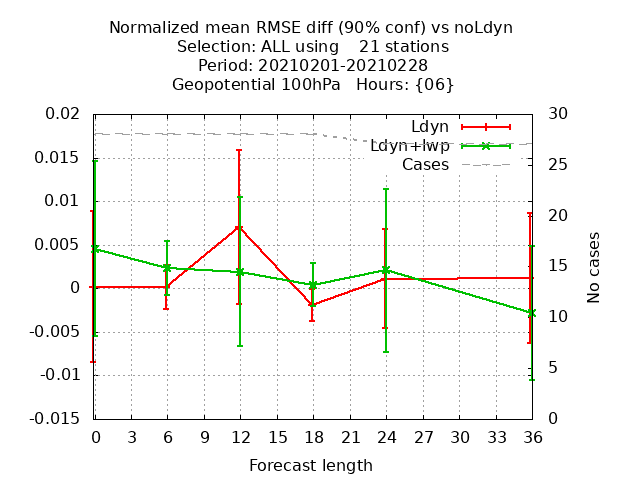 Normalized mean RMSE diff (90% conf) vs noLdyn
Selection: ALL using    21 stations
Period: 20210201-20210228
Geopotential 100hPa   Hours: {06}
0.02
0.015
0.01
0.005
0
-0.005
-0.01
-0.015
30
25
20
15
10
5
0
No cases
Ldyn
Ldyn+lwp
Cases
0 3 6 9 12 15 18 21 24 27 30 33 36
Forecast length